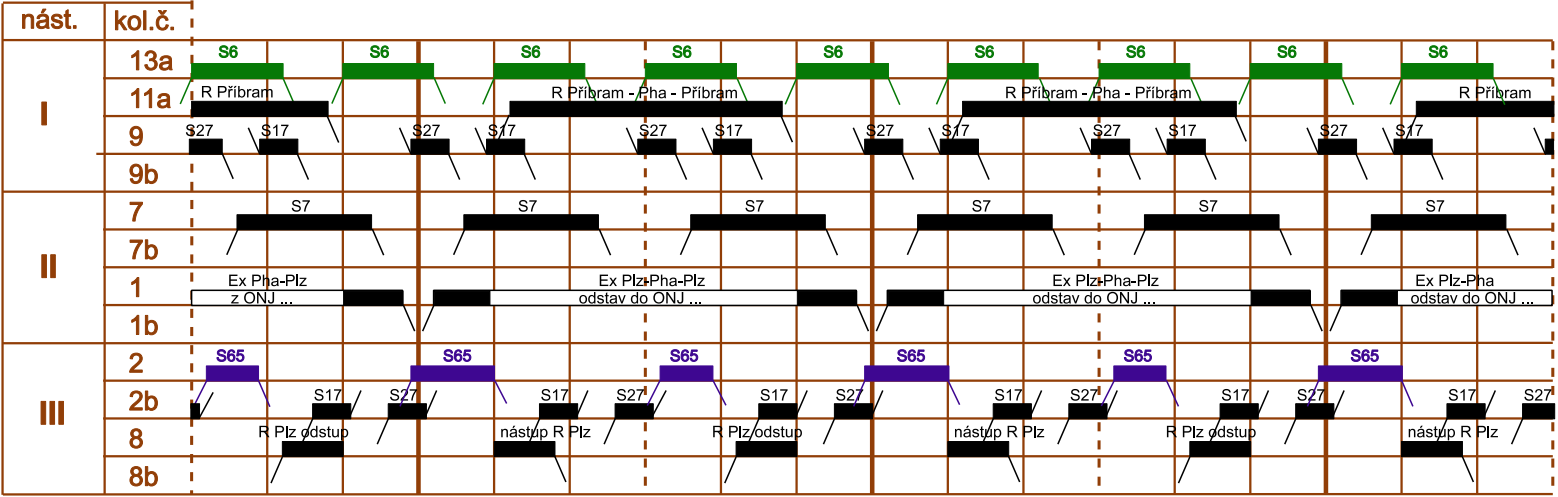 nást. kol.č.
I
13a S6 S6 S6 S6 S6 S6 S6 S6 S6
11a R Příbram R Příbram - Pha - Příbram R Příbram - Pha - Příbram R Příbram
9 S27 S17 S27 S17 S27 S17 S27 S17 S27 S17 S27 S17
9b
II
7 S7 S7 S7 S7 S7 S7
7b
1 Ex Pha-Plz Ex Plz-Pha-Plz Ex Plz-Pha-Plz Ex Plz-Pha
z ONJ ... odstav do ONJ ... odstav do ONJ ... odstav do ONJ ...
1b
III
2 S65 S65 S65 S65 S65 S65
2b S17 S27 S17 S27 S17 S27 S17 S27 S17 S27 S17 S27
8 R Plz odstup nástup R Plz R Plz odstup nástup R Plz R Plz odstup nástup R Plz
8b